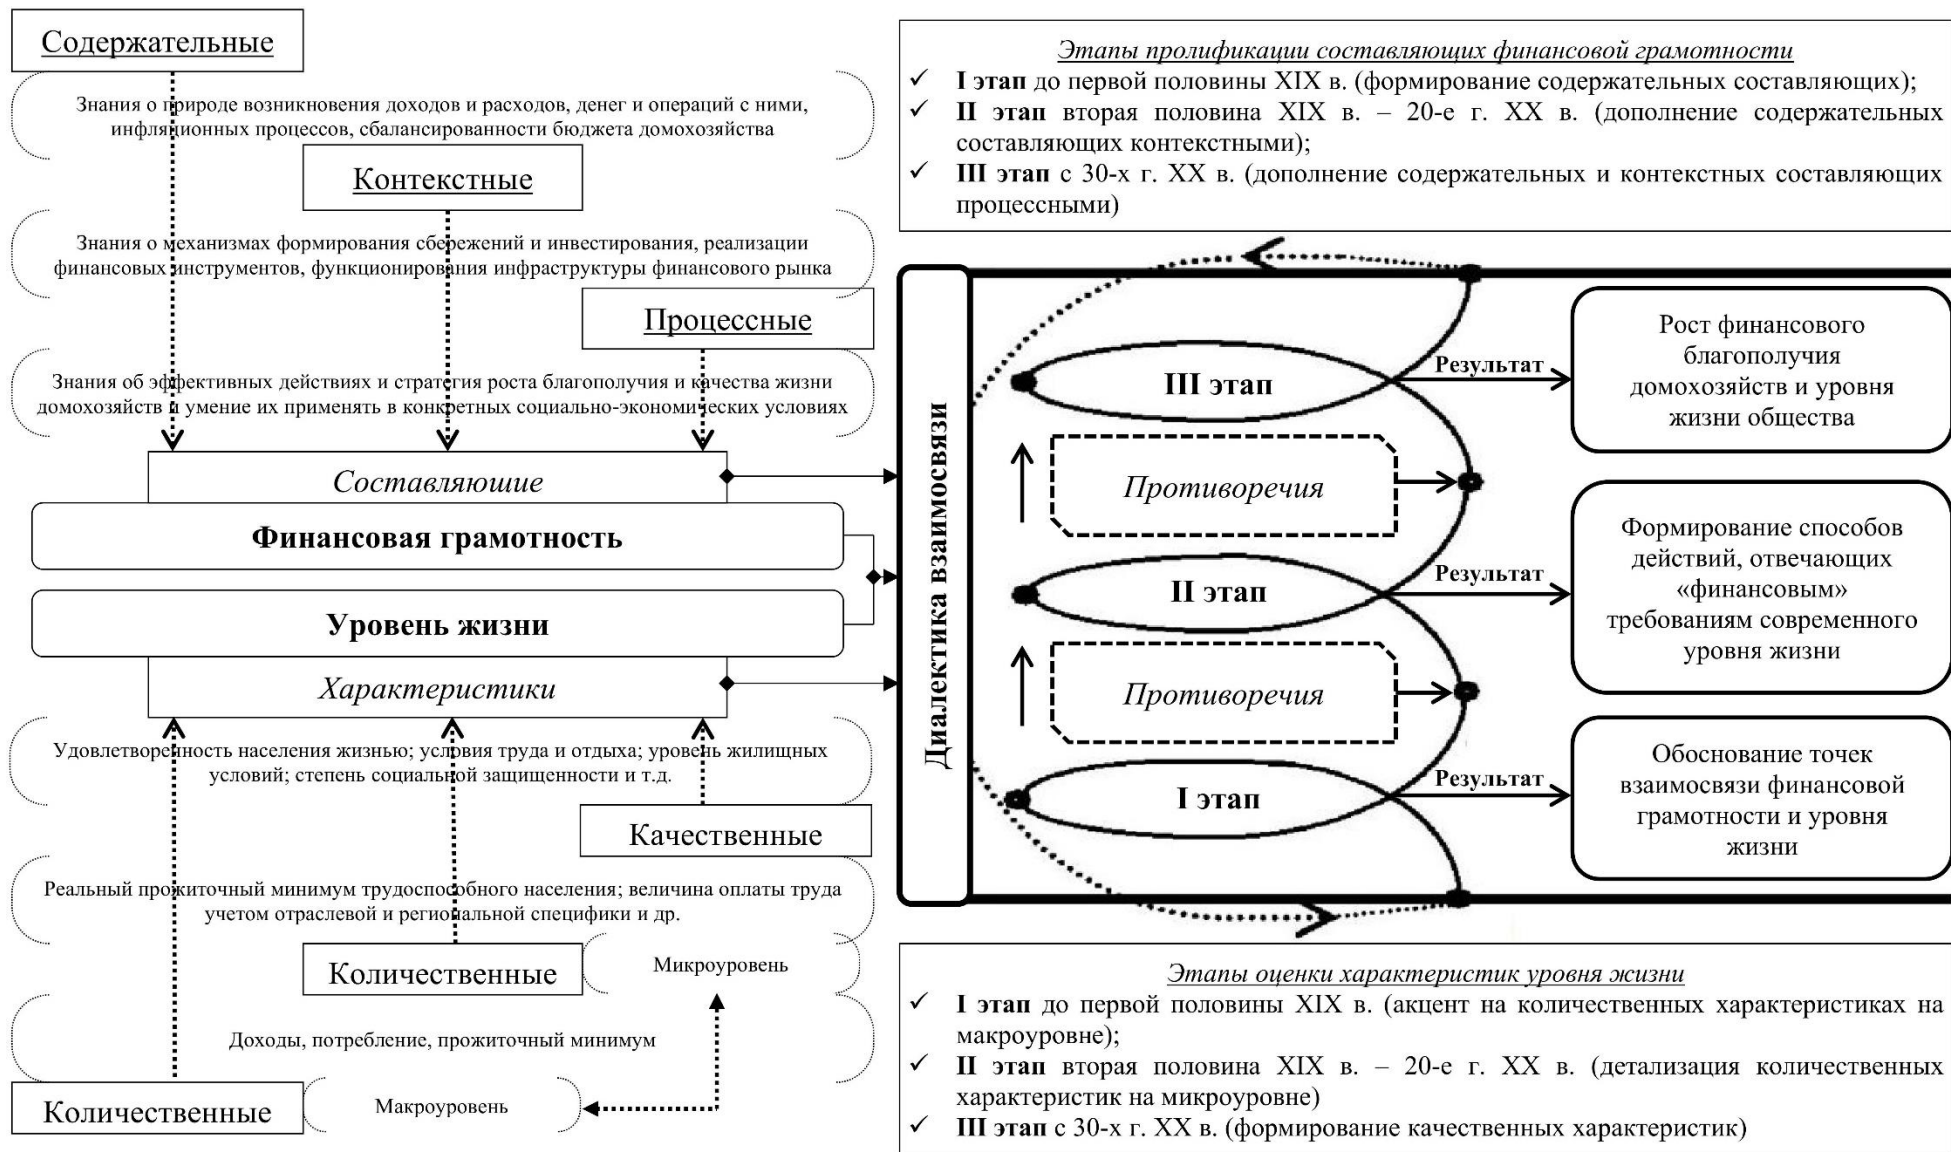 Содержательные
Знания о природе возникновения доходов и расходов, денег и операций с ними,
инфляционных процессов, сбалансированности бюджета домохозяйства
Контекстные
Знания о механизмах формирования сбережений и инвестирования, реализации
финансовых инструментов, функционирования инфраструктуры финансового рынка
Процессные
Знания об эффективных действиях и стратегия роста благополучия и качества жизни
домохозяйств и умение их применять в конкретных социально-экономических условиях
Составляюшие
Финансовая грамотность
Уровень жизни
Характеристики
Удовлетворенность населения жизнью; условия труда и отдыха; уровень жилищных
условий; степень социальной защищенности и т.д.
Качественные
Реальный прожиточный минимум трудоспособного населения; величина оплаты труда
учетом отраслевой и региональной специфики и др.
Количественные
Микроуровень
Доходы, потребление, прожиточный минимум
Количественные
Макроуровень
Этапы пролификации составляющих финансовой грамотности
✓ I этап до первой половины XIX в. (формирование содержательных составляющих);
✓ II этап вторая половина XIX в. – 20-е г. XX в. (дополнение содержательных
составляющих контекстными);
✓ III этап с 30-х г. XX в. (дополнение содержательных и контекстных составляющих
процессными)
Диалектика взаимосвязи
III этап
Результат
Рост финансового
благополучия
домохозяйств и уровня
жизни общества
Противоречия
II этап
Результат
Формирование способов
действий, отвечающих
«финансовым»
требованиям современного
уровня жизни
Противоречия
I этап
Результат
Обоснование точек
взаимосвязи финансовой
грамотности и уровня
жизни
Этапы оценки характеристик уровня жизни
✓ I этап до первой половины XIX в. (акцент на количественных характеристиках на
макроуровне);
✓ II этап вторая половина XIX в. – 20-е г. XX в. (детализация количественных
характеристик на микроуровне)
✓ III этап с 30-х г. XX в. (формирование качественных характеристик)